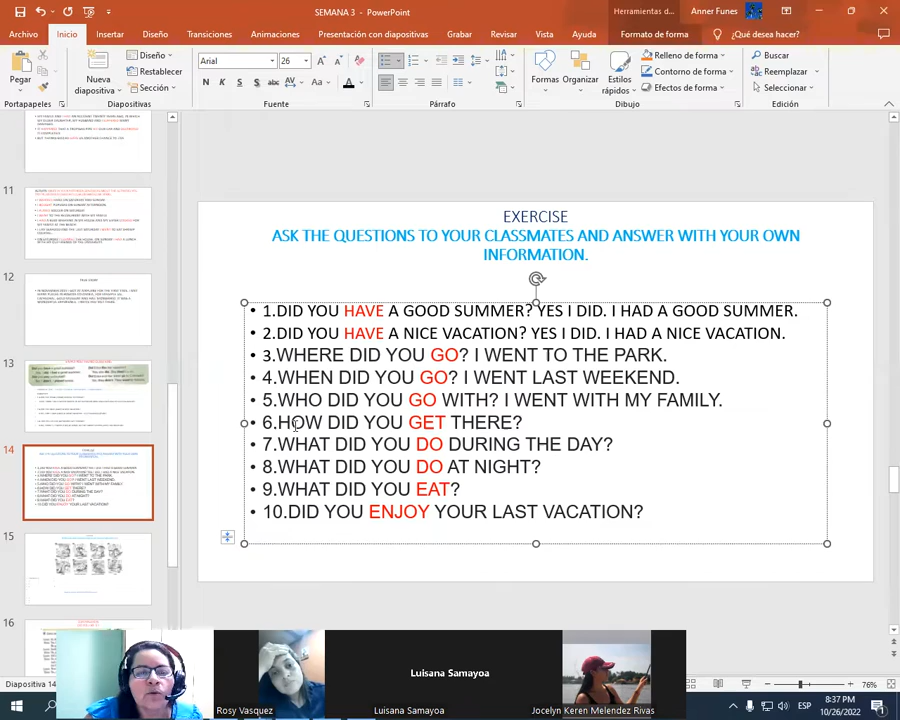 SEMANA 3 - PowerPoint
Herramientas d...
Anner Funes
Archivo
Inicio
Insertar
Diseño
Transiciones
Animaciones
Presentación con diapositivas
Grabar
Revisar
Vista
Ayuda
Formato de forma
¿Qué desea hacer?
Pegar
Nueva
diapositiva
Diseño
Restablecer
Sección
Arial
26
N
K
S
abc
AV
Aa
A
Formas
Organizar
Estilos
rápidos
Relleno de forma
Contorno de forma
Efectos de forma
Buscar
Reemplazar
Seleccionar
Portapapeles
Diapositivas
Fuente
Párrafo
Dibujo
Edición
11
12
13
14
15
16
EXERCISE
ASK THE QUESTIONS TO YOUR CLASSMATES AND ANSWER WITH YOUR OWN
INFORMATION.
• 1.DID YOU HAVE A GOOD SUMMER? YES I DID. I HAD A GOOD SUMMER.
• 2.DID YOU HAVE A NICE VACATION? YES I DID. I HAD A NICE VACATION.
• 3.WHERE DID YOU GO? I WENT TO THE PARK.
• 4.WHEN DID YOU GO? I WENT LAST WEEKEND.
• 5.WHO DID YOU GO WITH? I WENT WITH MY FAMILY.
• 6.HOW DID YOU GET THERE?
• 7.WHAT DID YOU DO DURING THE DAY?
• 8.WHAT DID YOU DO AT NIGHT?
• 9.WHAT DID YOU EAT?
• 10.DID YOU ENJOY YOUR LAST VACATION?
Luisana Samayoa
Rosy Vasquez
Luisana Samayoa
Jocelyn Keren Melendez Rivas
Diapositiva 14
76%
ESP
8:37 PM
10/26/2022